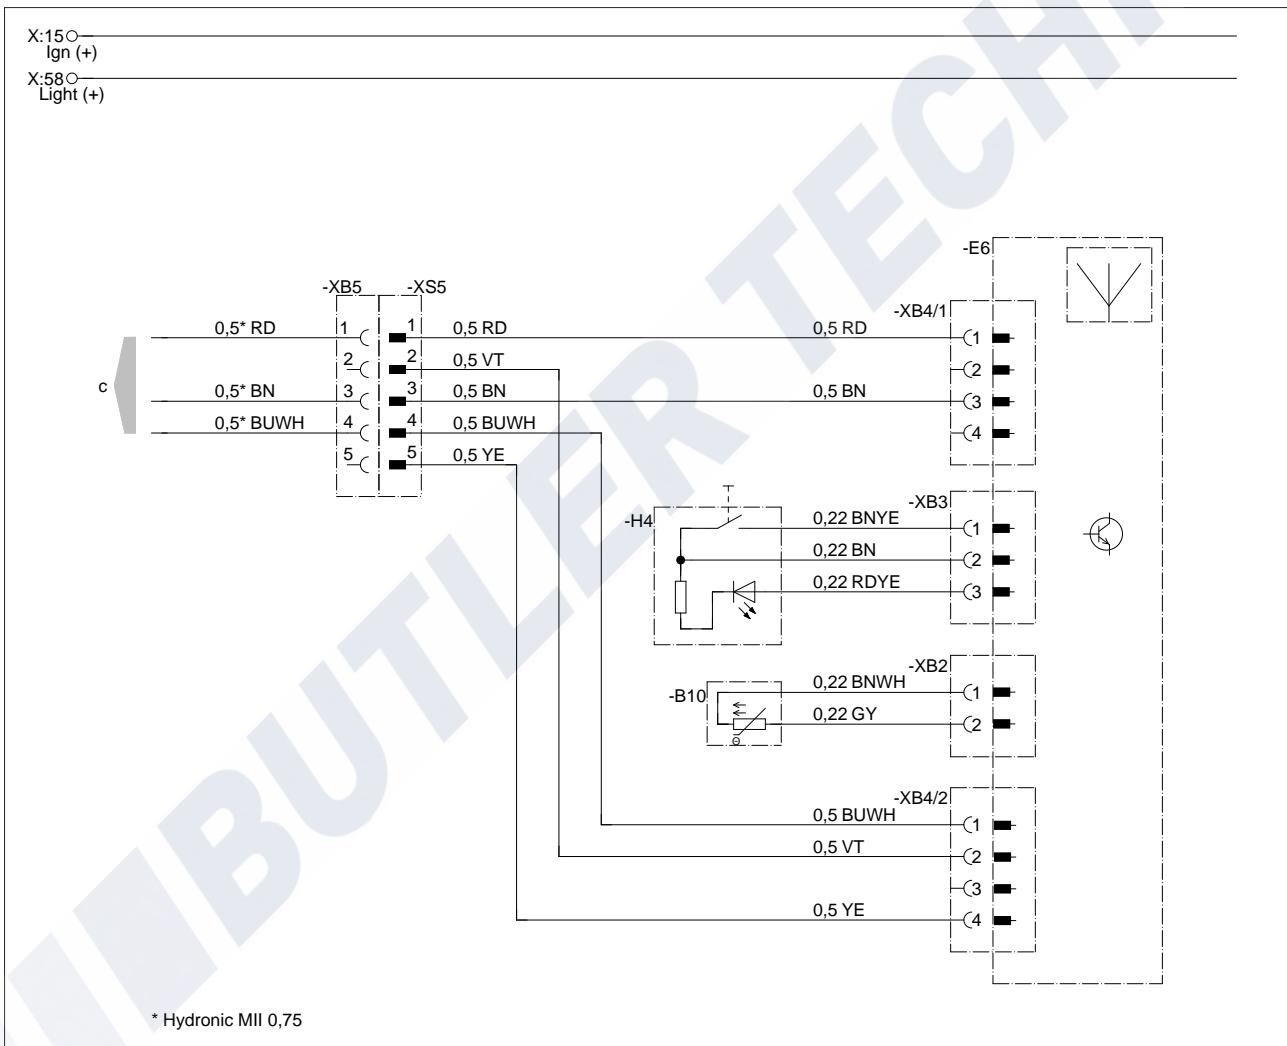 X:15
Ign (+)
X:58
Light (+)
-E6
-XB5 -XS5
-XB4/1
0,5* RD 1 1 0,5 RD 0,5 RD 1
2 2 0,5 VT 2
c
0,5* BN 3 3 0,5 BN 0,5 BN 3
0,5* BUWH 4 4 0,5 BUWH 4
5 5 0,5 YE
-XB3
-H4 0,22 BNYE 1
0,22 BN 2
0,22 RDYE 3
-XB2
-B10 0,22 BNWH 1
0,22 GY 2
Θ
-XB4/2
0,5 BUWH 1
0,5 VT 2
3
0,5 YE 4
* Hydronic MII 0,75
BUTLER TECH